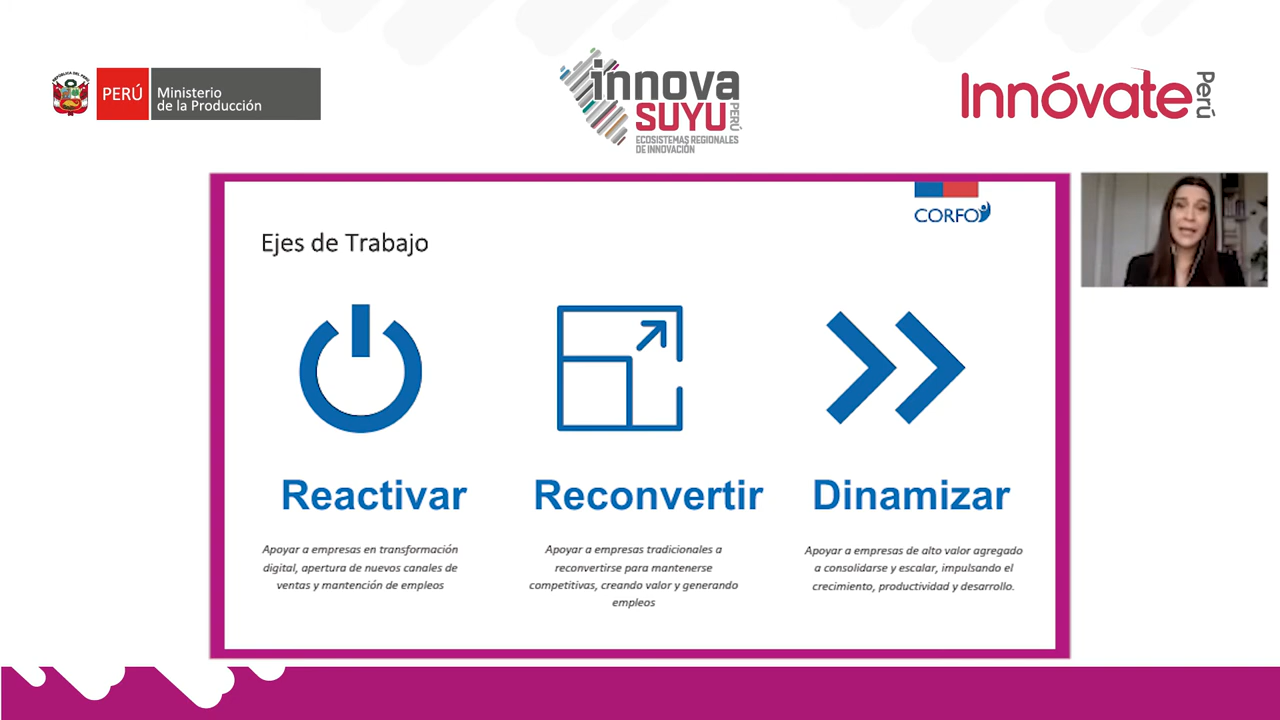 REPÚBLICA DEL PERÚ
PERÚ
Ministerio
de la Producción
innova
SUYU
PERÚ
ECOSISTEMAS REGIONALES
DE INNOVACIÓN
Innóvate
Perú
CORFO
Ejes de Trabajo
Reactivar
Reconvertir
Dinamizar
Apoyar a empresas en transformación
digital, apertura de nuevos canales de
ventas y mantención de empleos
Apoyar a empresas tradicionales a
reconvertirse para mantenerse
competitivas, creando valor y generando
empleos
Apoyar a empresas de alto valor agregado
a consolidarse y escalar, impulsando el
crecimiento, productividad y desarrollo.